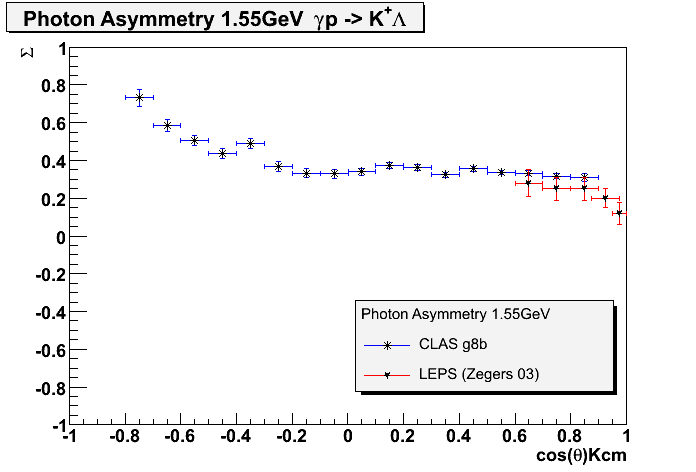 Photon Asymmetry 1.55GeV γp -> K⁺Λ
Σ
1
0.8
0.6
0.4
0.2
0
-0.2
-0.4
-0.6
-0.8
-1
Photon Asymmetry 1.55GeV
CLAS g8b
LEPS (Zegers 03)
-1 -0.8 -0.6 -0.4 -0.2 0 0.2 0.4 0.6 0.8 1
cos(θ)Kcm